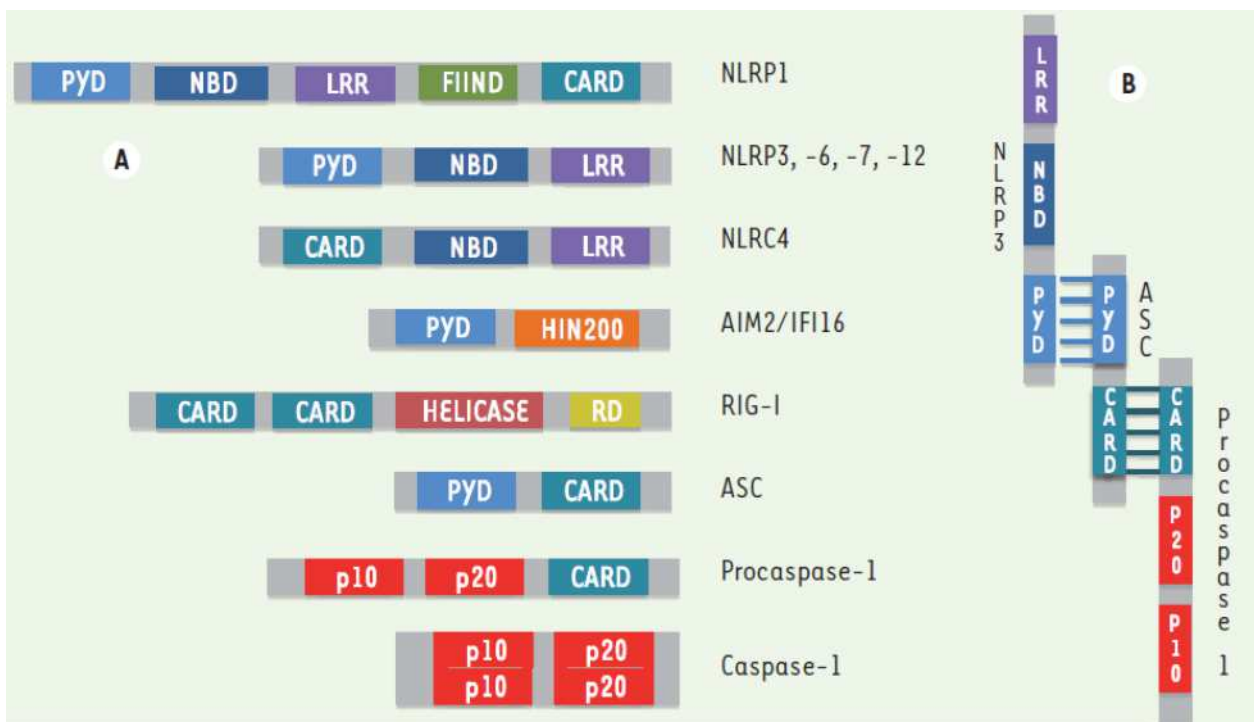 PYD NBD LRR FIIND CARD NLRP1
A
PYD NBD LRR NLRP3, -6, -7, -12
CARD NBD LRR NLRC4
PYD HIN200 AIM2/IFI16
CARD CARD HELICASE RD RIG-I
PYD CARD ASC
p10 p20 CARD Procaspase-1
p10 p20 Caspase-1
p10 p20
B
LRR
NBD
NLRP3
PYD
PYD
ASC
CARD
CARD
P20
P10
Procaspase 1